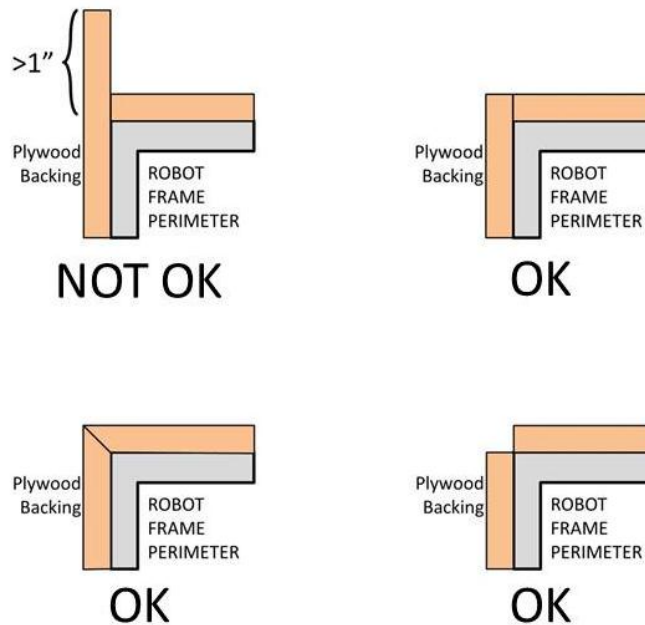 >1”
Plywood
Backing
ROBOT
FRAME
PERIMETER
NOT OK
Plywood
Backing
ROBOT
FRAME
PERIMETER
OK
Plywood
Backing
ROBOT
FRAME
PERIMETER
OK
Plywood
Backing
ROBOT
FRAME
PERIMETER
OK